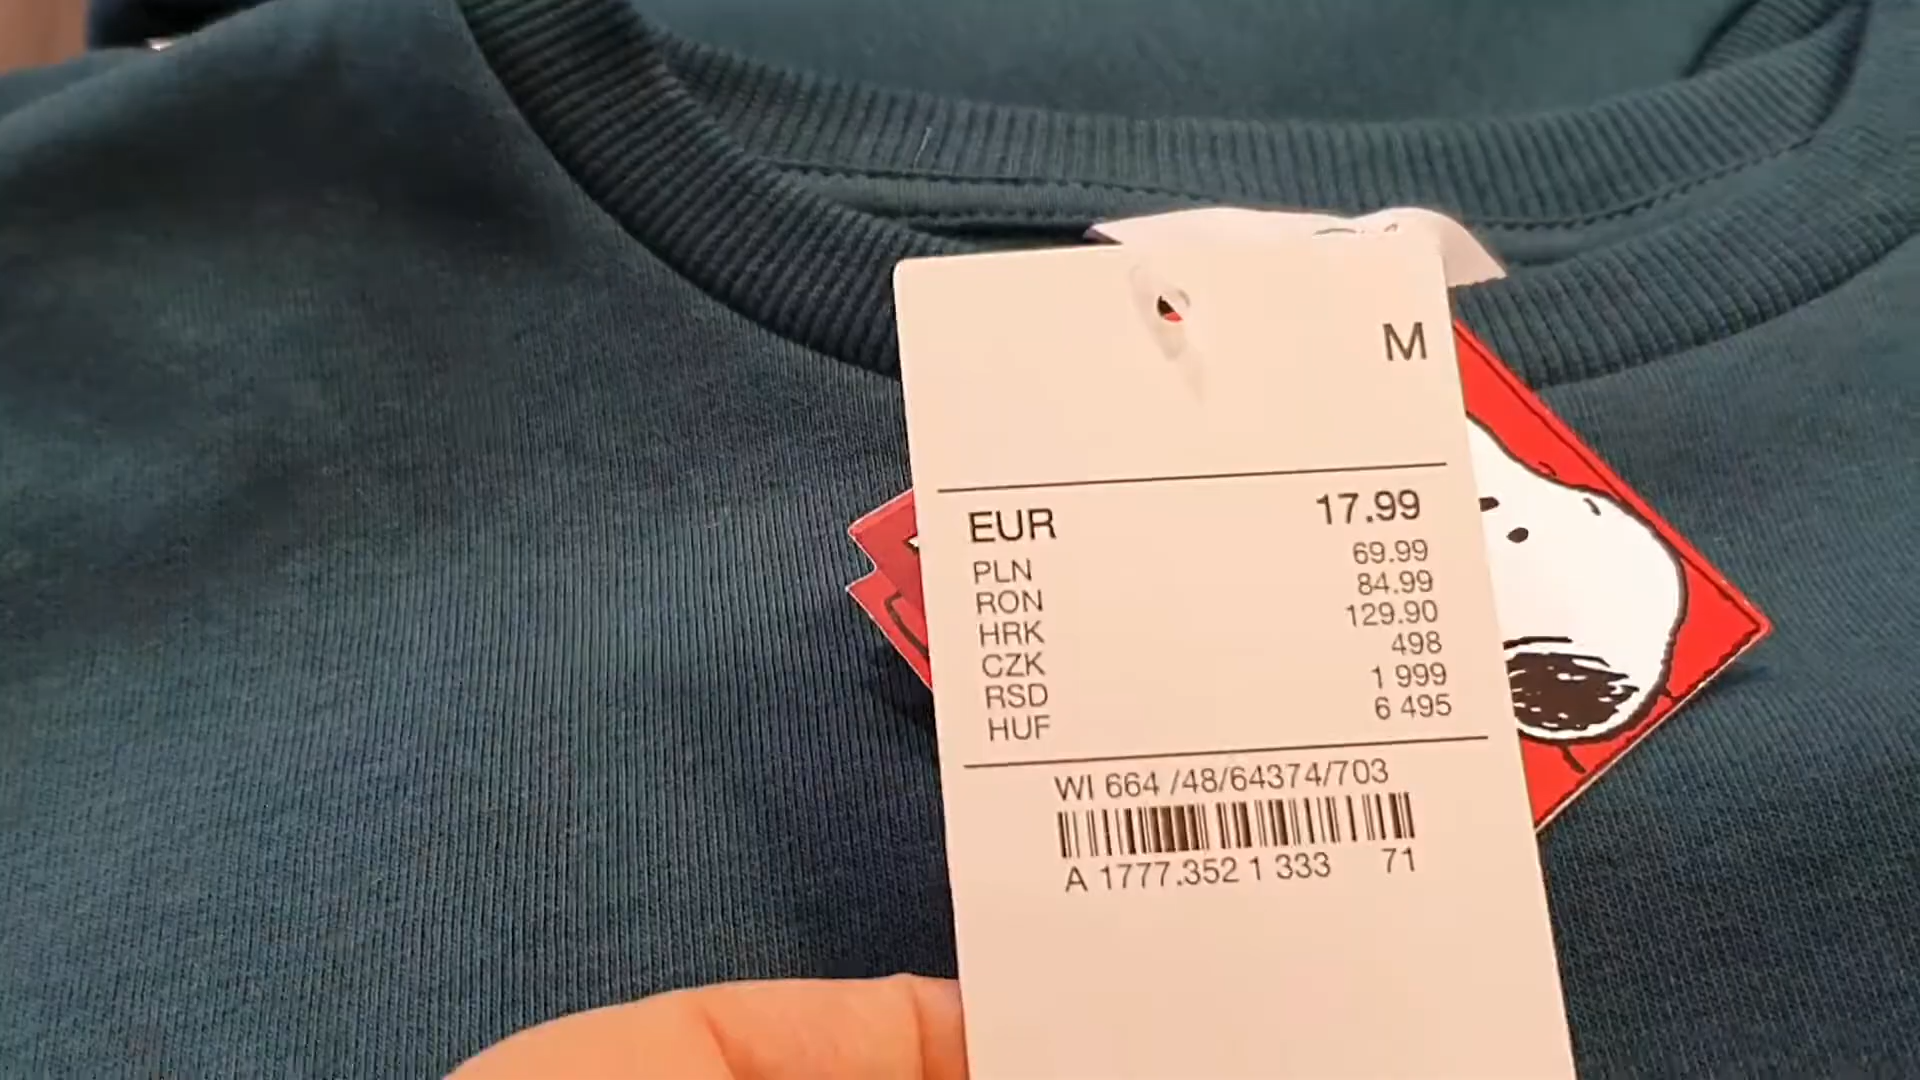 M
EUR 17.99
PLN 69.99
RON 84.99
HRK 129.90
CZK 498
RSD 1 999
HUF 6 495
WI 664 /48/64374/703
A 1777.352 1 333 71